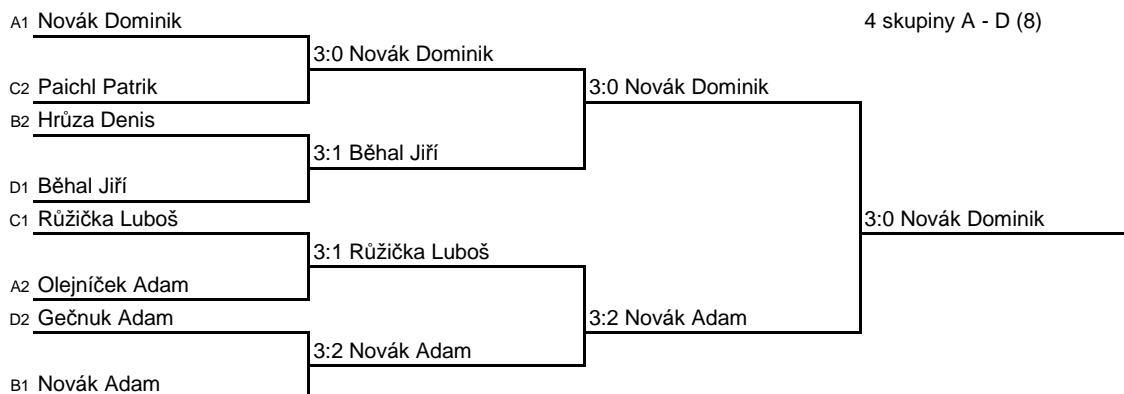 A1 Novák Dominik
4 skupiny A - D (8)
3:0 Novák Dominik
C2 Paichl Patrik
3:0 Novák Dominik
B2 Hrůza Denis
3:1 Běhal Jiří
D1 Běhal Jiří
C1 Růžička Luboš
3:0 Novák Dominik
3:1 Růžička Luboš
A2 Olejníček Adam
D2 Gečnuk Adam
3:2 Novák Adam
3:2 Novák Adam
B1 Novák Adam